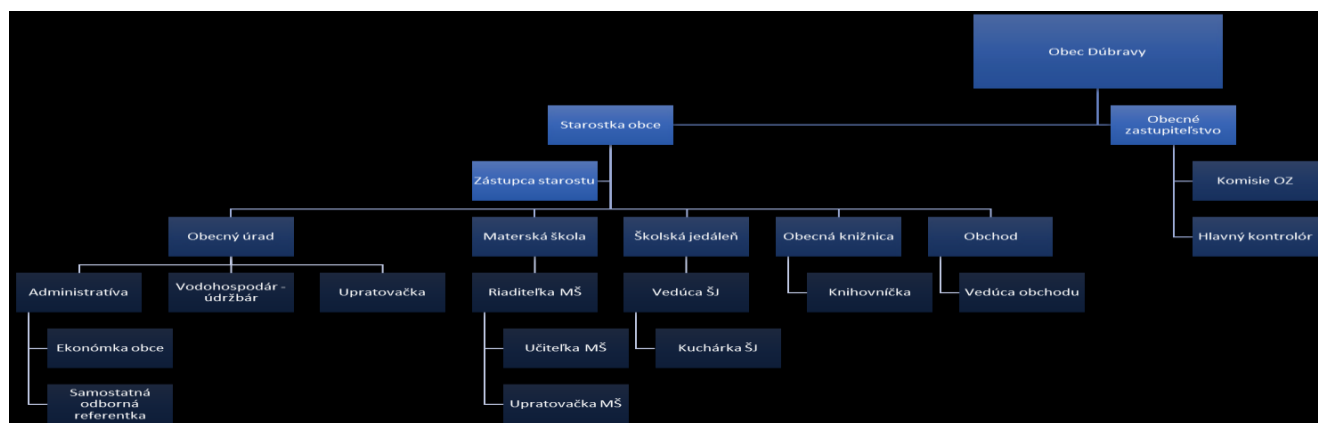 Obec Dúbravy
Starostka obce
Obecné
zastupiteľstvo
Zástupca starostu
Komisie OZ
Obecný úrad
Materská škola
Školská jedáleň
Obecná knižnica
Obchod
Hlavný kontrolór
Administratíva
Vodohospodár -
údržbár
Upratovačka
Riaditeľka MŠ
Vedúca ŠJ
Knihovníčka
Vedúca obchodu
Ekonómka obce
Učiteľka MŠ
Kuchárka ŠJ
Samostatná
odborná
referentka
Upratovačka MŠ